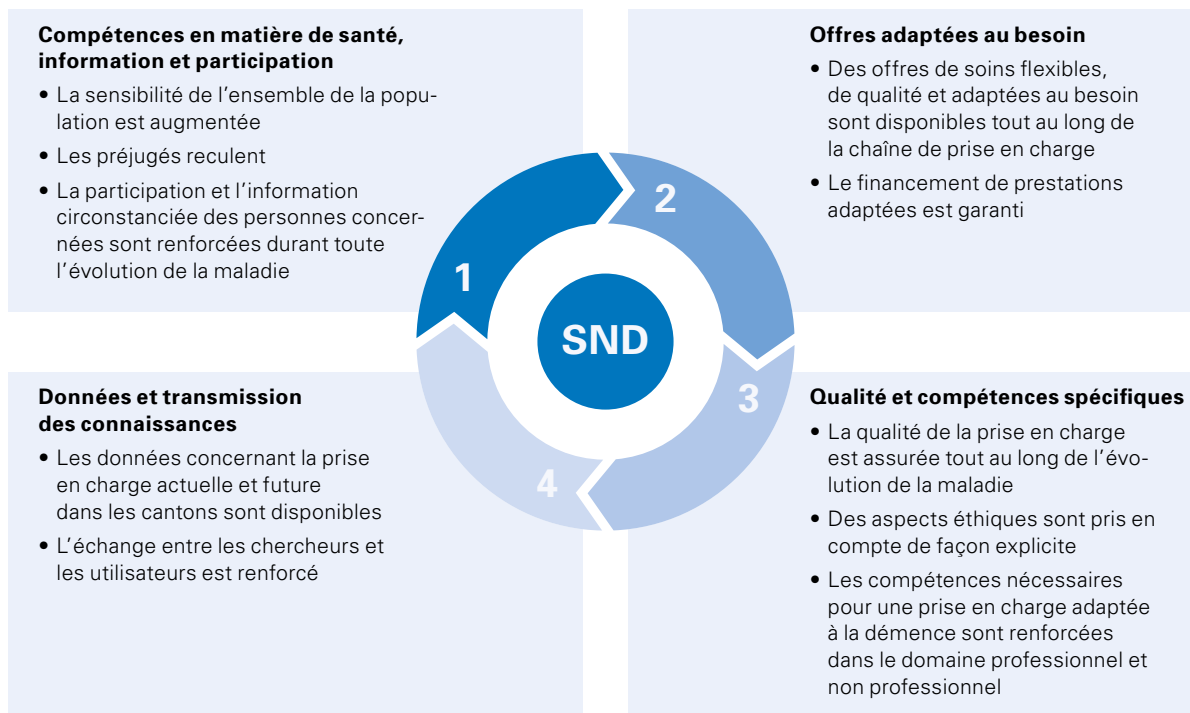 Compétences en matière de santé,
information et participation
• La sensibilité de l'ensemble de la popu-
lation est augmentée
• Les préjugés reculent
• La participation et l'information
circonstanciée des personnes concer-
nées sont renforcées durant toute
l'évolution de la maladie
1
Offres adaptées au besoin
• Des offres de soins flexibles,
de qualité et adaptées au besoin
sont disponibles tout au long de
la chaîne de prise en charge
• Le financement de prestations
adaptées est garanti
2
SND
Qualité et compétences spécifiques
• La qualité de la prise en charge
est assurée tout au long de l'évo-
lution de la maladie
• Des aspects éthiques sont pris en
compte de façon explicite
• Les compétences nécessaires
pour une prise en charge adaptée
à la démence sont renforcées
dans le domaine professionnel et
non professionnel
3
Données et transmission
des connaissances
• Les données concernant la prise
en charge actuelle et future
dans les cantons sont disponibles
• L'échange entre les chercheurs et
les utilisateurs est renforcé
4